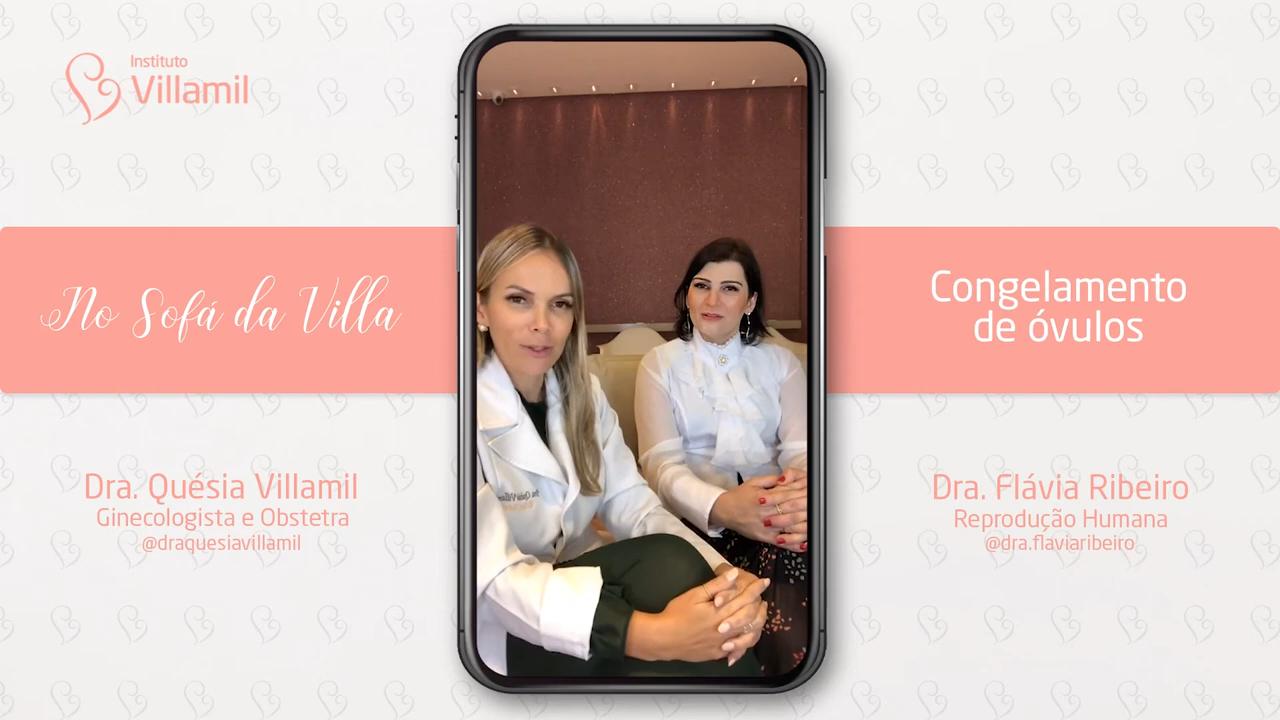 Instituto
Villamil
No Sofá da Villa
Congelamento
de óvulos
Dra. Quésia Villamil
Ginecologista e Obstetra
@draquesiavillamil
Dra. Flávia Ribeiro
Reprodução Humana
@dra.flaviaribeiro